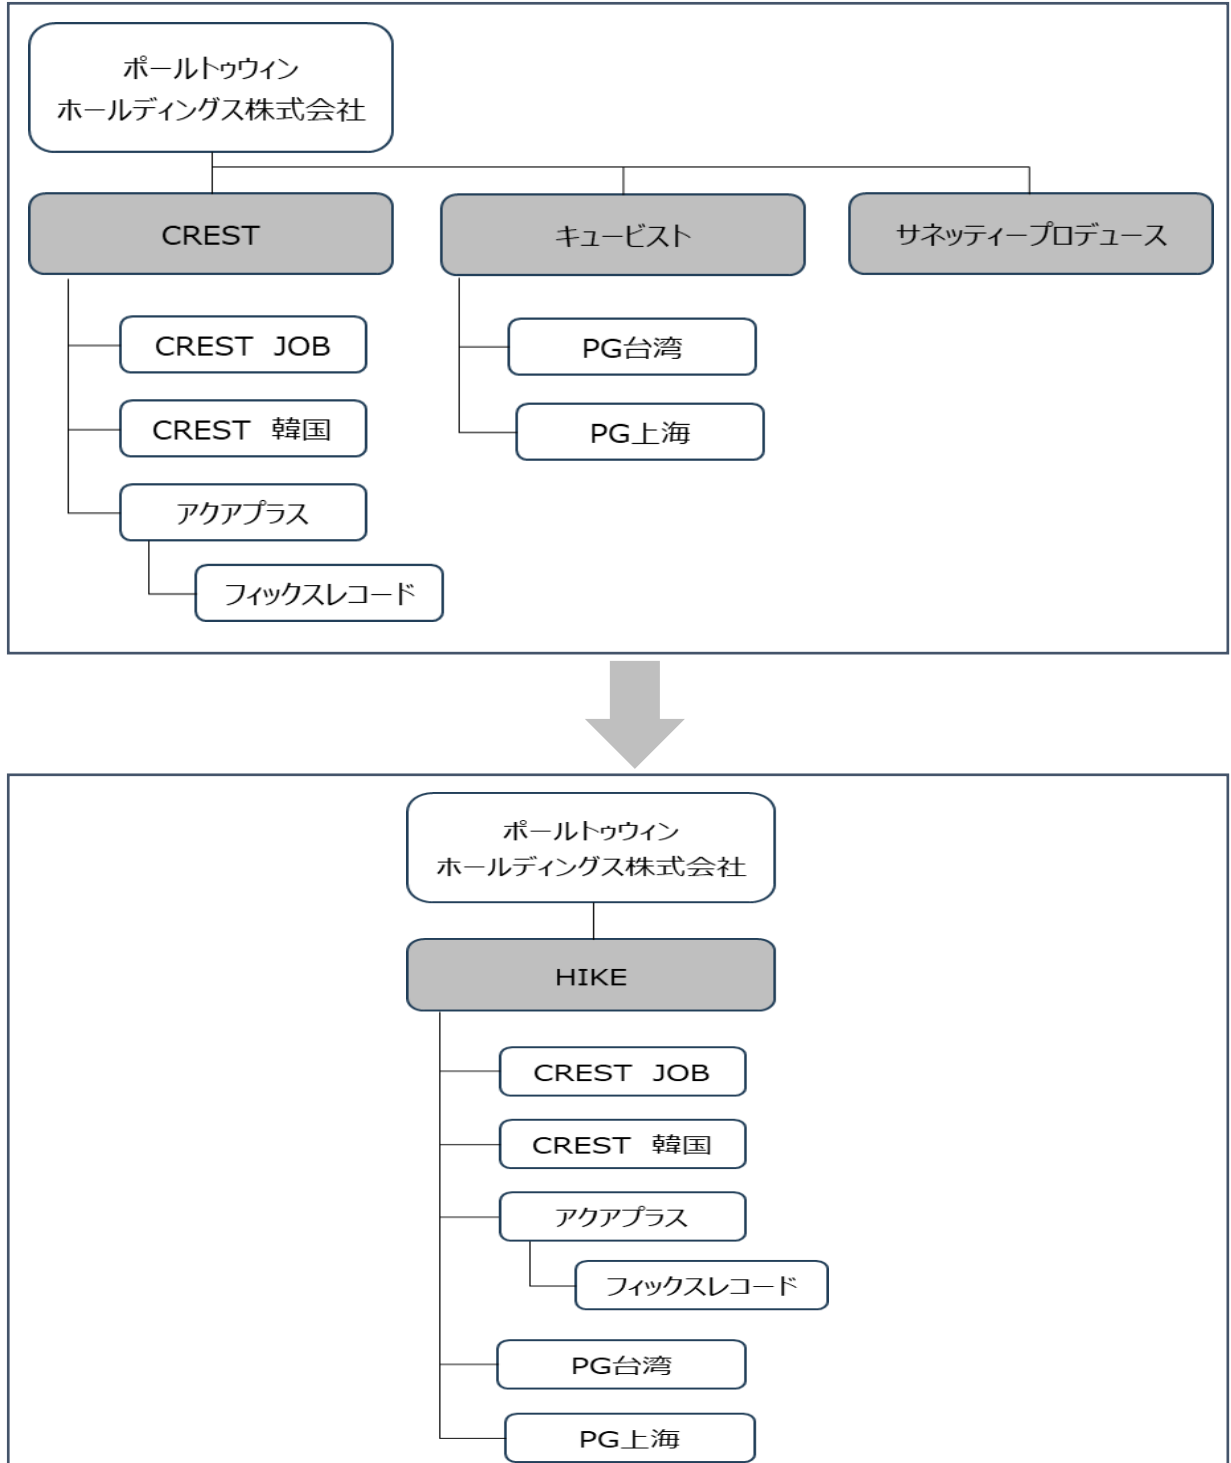 ポールトゥウィン
ホールディングス株式会社
CREST
キュービスト
サネッティープロデュース
CREST　JOB
PG台湾
CREST　韓国
PG上海
アクアプラス
フィックスレコード
ポールトゥウィン
ホールディングス株式会社
HIKE
CREST　JOB
CREST　韓国
アクアプラス
フィックスレコード
PG台湾
PG上海